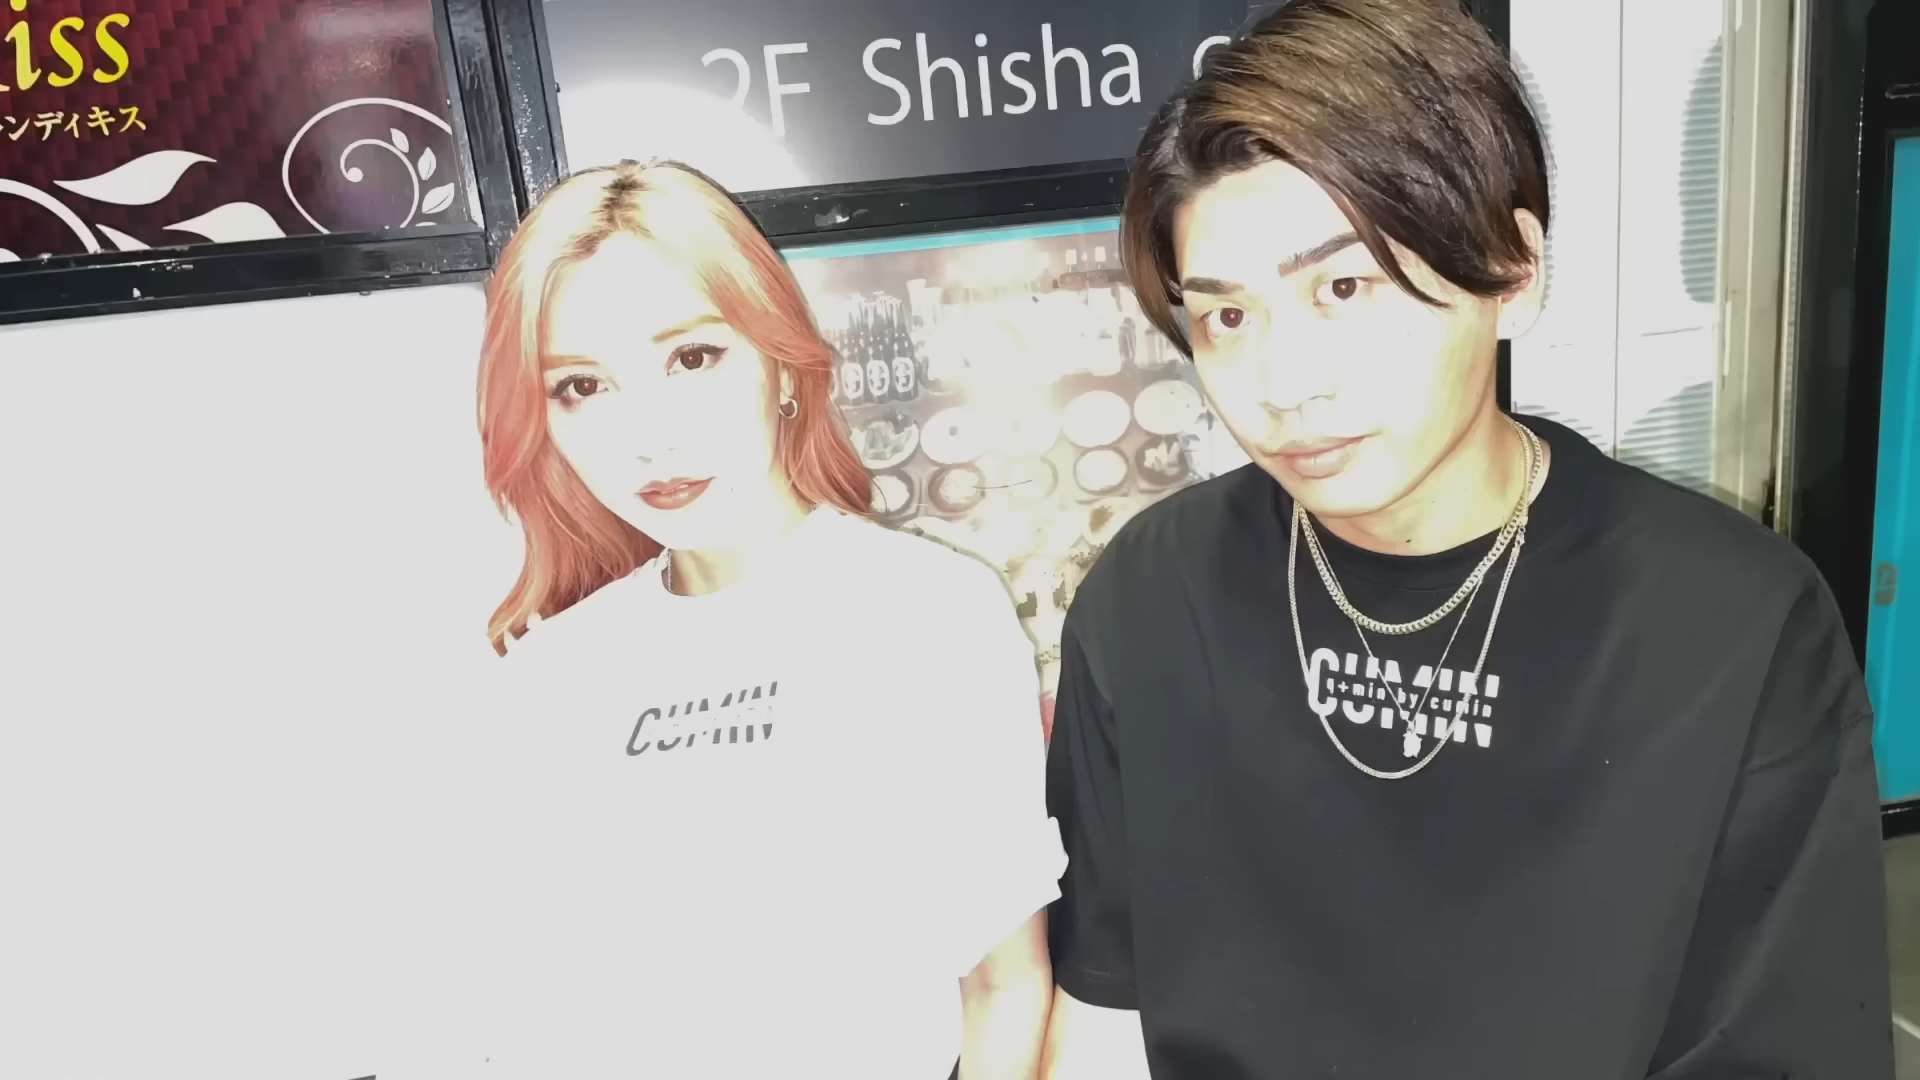 iss
ンディキス
2F Shisha
CUMIN
CUMIN
q+min by cumin